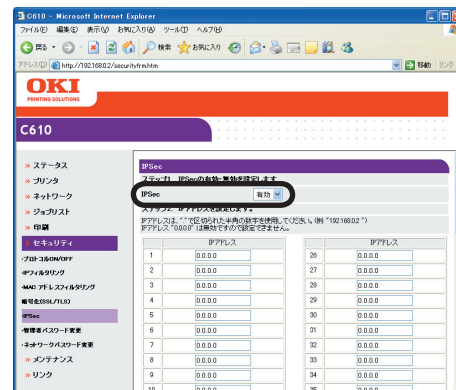 C610 - Microsoft Internet Explorer
ファイル(F) 編集(E) 表示(V) お気に入り(A) ツール(T) ヘルプ(H)
戻る 検索 お気に入り
アドレス(D) http://192.168.0.2/securityfr.mhtm 移動 リンク
OKI
PRINTING SOLUTIONS
C610
» ステータス
» プリンタ
» ネットワーク
» ジョブリスト
» 印刷
» セキュリティ
・プロトコルON/OFF
・IPフィルタリング
・MAC アドレスフィルタリング
暗号化(SSL/TLS)
・IPSec
・管理者パスワード変更
・ネットワークパスワード変更
» メンテナンス
» リンク
IPSec
ステップ1. IPSecの有効・無効を設定します。
IPSec 有効
ステップ2. IPアドレスを設定します。
IPアドレスは、"."で区切られた半角の数字を使用してください。(例 "192.168.0.2")
IPアドレス "0.0.0.0" は無効ですので設定できません。
IPアドレス IPアドレス
1 0.0.0.0 26 0.0.0.0
2 0.0.0.0 27 0.0.0.0
3 0.0.0.0 28 0.0.0.0
4 0.0.0.0 29 0.0.0.0
5 0.0.0.0 30 0.0.0.0
6 0.0.0.0 31 0.0.0.0
7 0.0.0.0 32 0.0.0.0
8 0.0.0.0 33 0.0.0.0
9 0.0.0.0 34 0.0.0.0
10 0.0.0.0 35 0.0.0.0